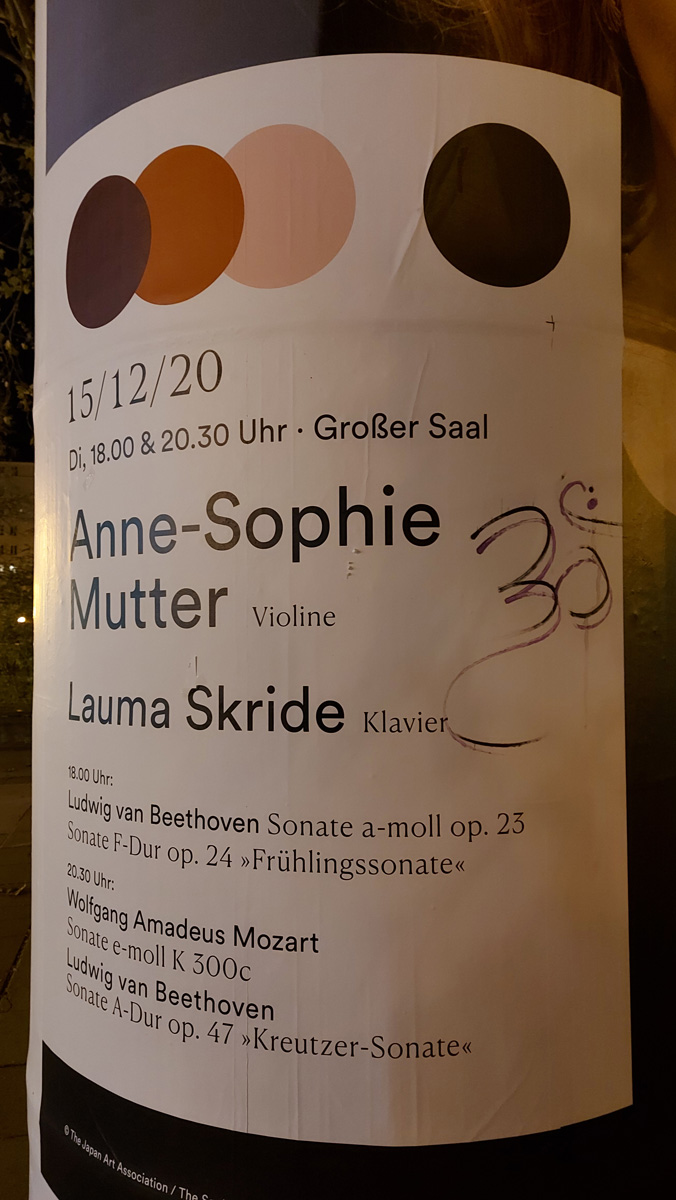 15/12/20
Di, 18.00 & 20.30 Uhr · Großer Saal
Anne-Sophie
Mutter Violine
Lauma Skride Klavier
ॐ
18.00 Uhr:
Ludwig van Beethoven Sonate a-moll op. 23
Sonate F-Dur op. 24 »Frühlingssonate«
20.30 Uhr:
Wolfgang Amadeus Mozart
Sonate e-moll K 300c
Ludwig van Beethoven
Sonate A-Dur op. 47 »Kreutzer-Sonate«
© The Japan Art Association / The